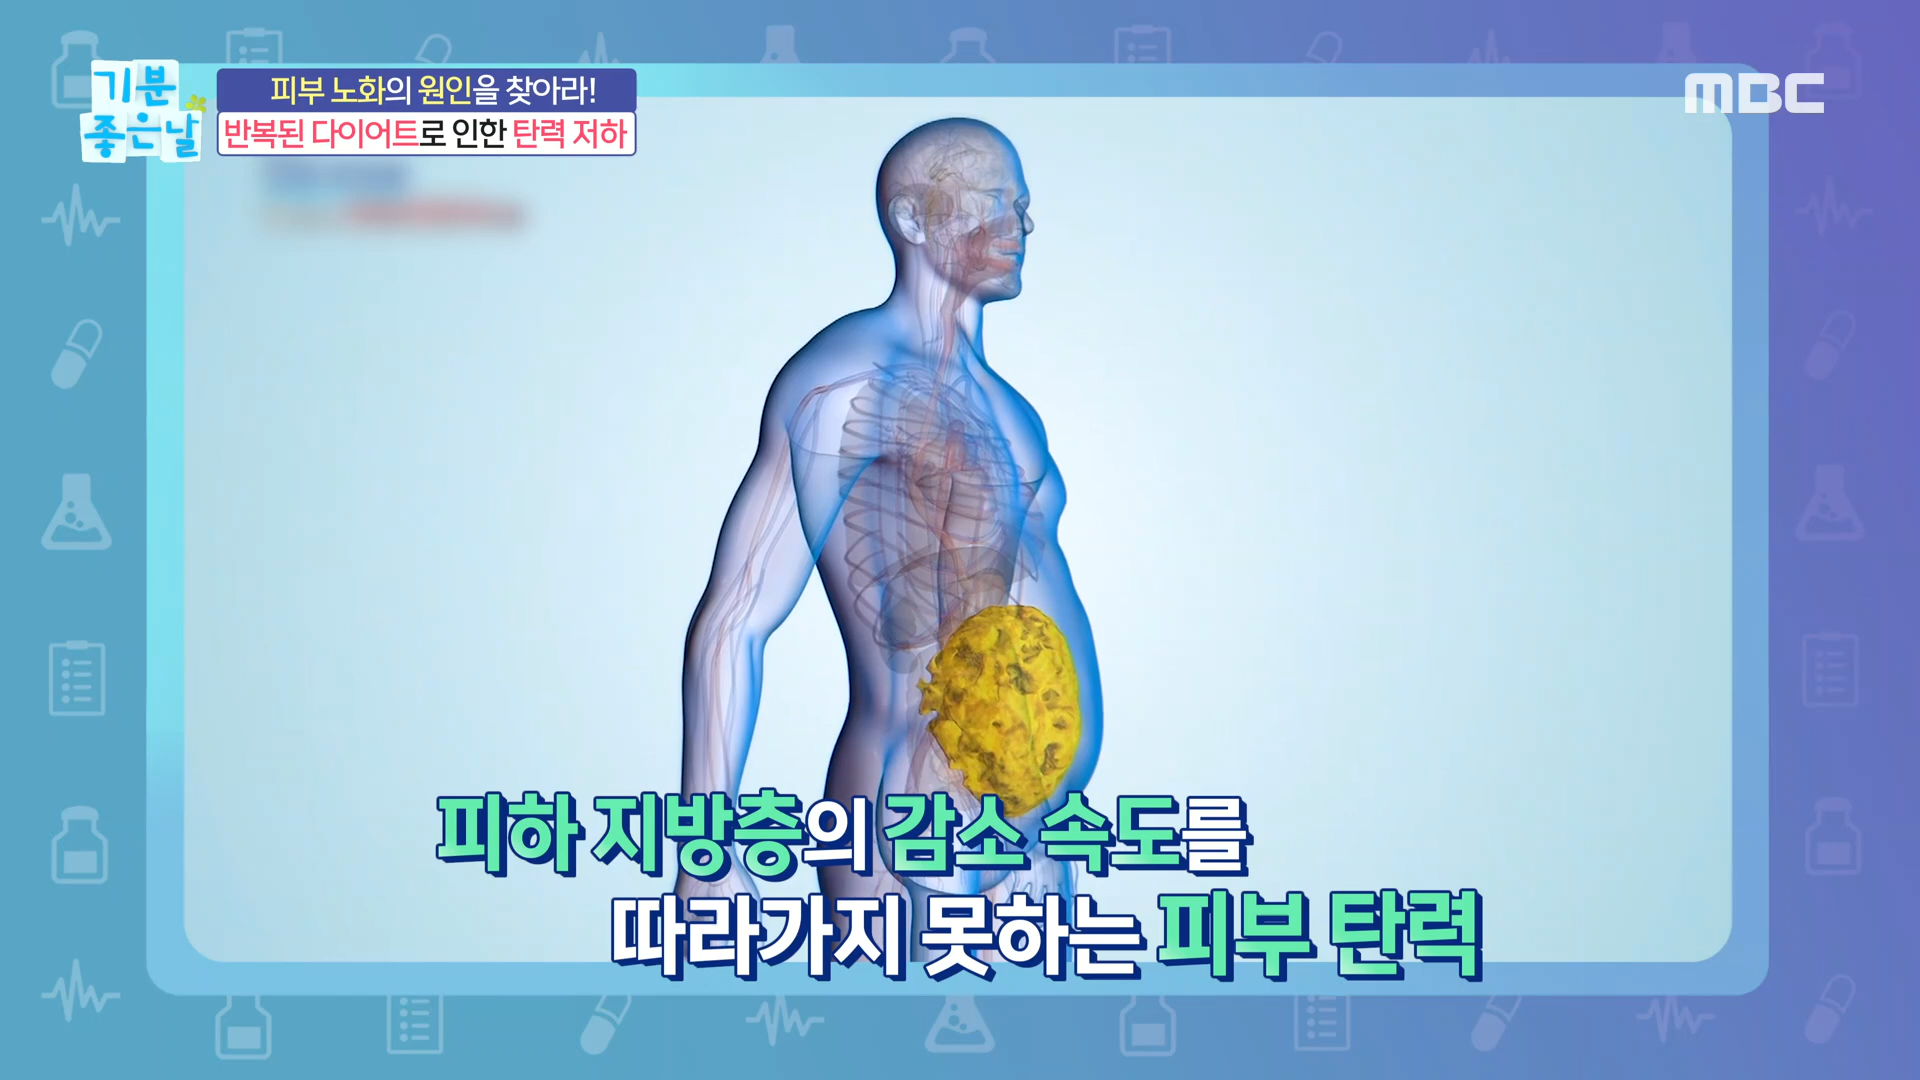 기분
좋은날
피부 노화의 원인을 찾아라!
반복된 다이어트로 인한 탄력 저하
MBC
피하 지방층의 감소 속도를
따라가지 못하는 피부 탄력